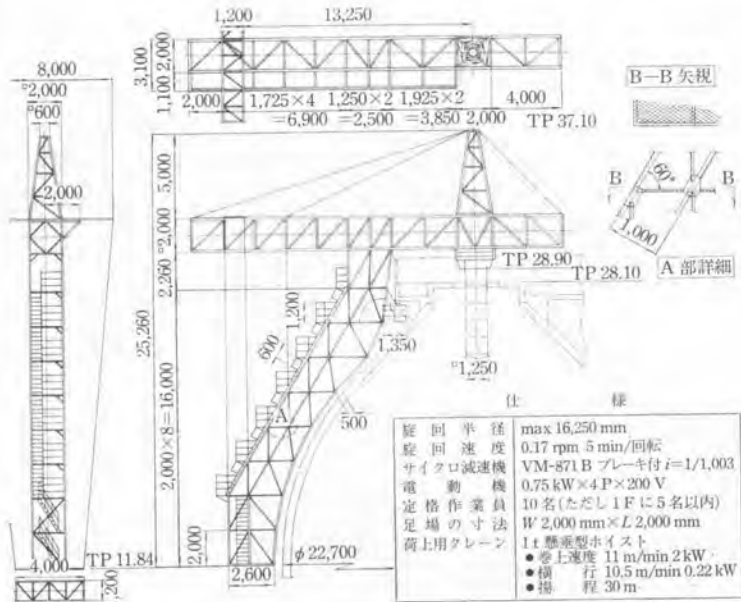 1,200
13,250
3,100
2,000
1,100
2,000
1,725×4
=6,900
1,250×2
=2,500
1,925×2
=3,850
2,000
4,000
TP 37.10
8,000
□2,000
□600
2,000
B-B 矢視
B
B
60°
1,000
A 部詳細
5,000
□2,000
2,260
25,260
2,000×8=16,000
TP 28.90
TP 28.10
1,200
600
1,350
□1,250
A
500
2,000
2,600
φ22,700
4,000
TP 11.84
仕 様
旋回半径 max 16,250 mm
旋回速度 0.17 rpm 5 min/回転
サイクロ減速機 VM-871 B ブレーキ付 i=1/1,003
電動機 0.75 kW×4 P×200 V
定格作業員 10名(ただし1Fに5名以内)
足場の寸法 W 2,000 mm×L 2,000 mm
荷上用クレーン 1 t 懸垂型ホイスト
●巻上速度 11 m/min 2 kW
●横行 10.5 m/min 0.22 kW
●揚程 30 m